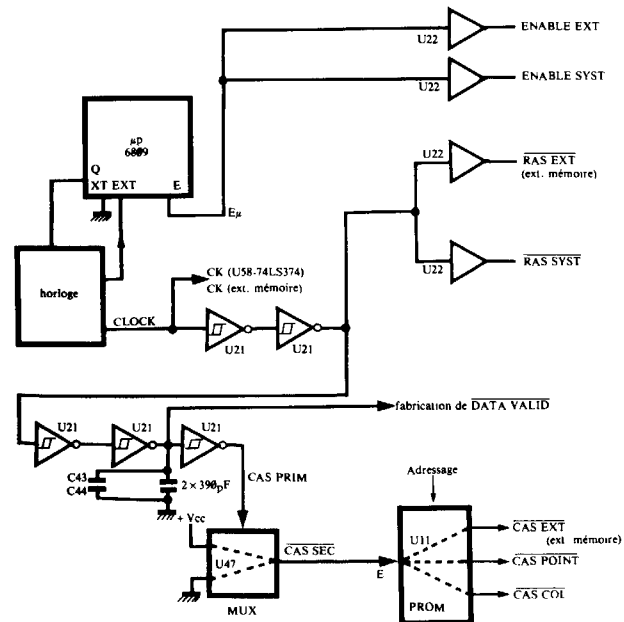 ENABLE EXT
U22
ENABLE SYST
U22
μp
6809
Q
XT EXT E
Eμ
U22
RAS EXT
(ext. mémoire)
U22
RAS SYST
horloge
CK (U58-74LS374)
CK (ext. mémoire)
CLOCK
U21
U21
fabrication de DATA VALID
U21
U21
U21
C43
C44
2 × 390pF
CAS PRIM
+ Vcc
U47
MUX
CAS SEC
E
Adressage
U11
PROM
CAS EXT
(ext. mémoire)
CAS POINT
CAS COL